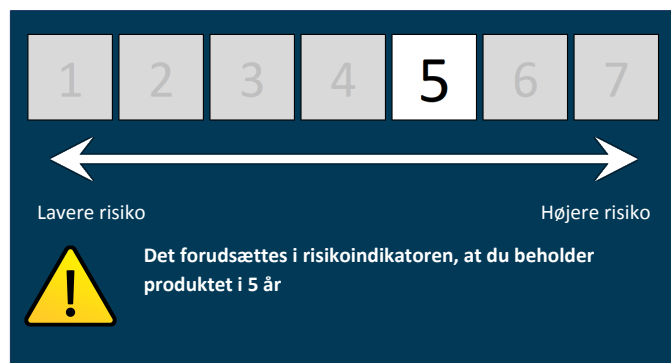 1 2 3 4 5 6 7
Lavere risiko Højere risiko
Det forudsættes i risikoindikatoren, at du beholder
produktet i 5 år